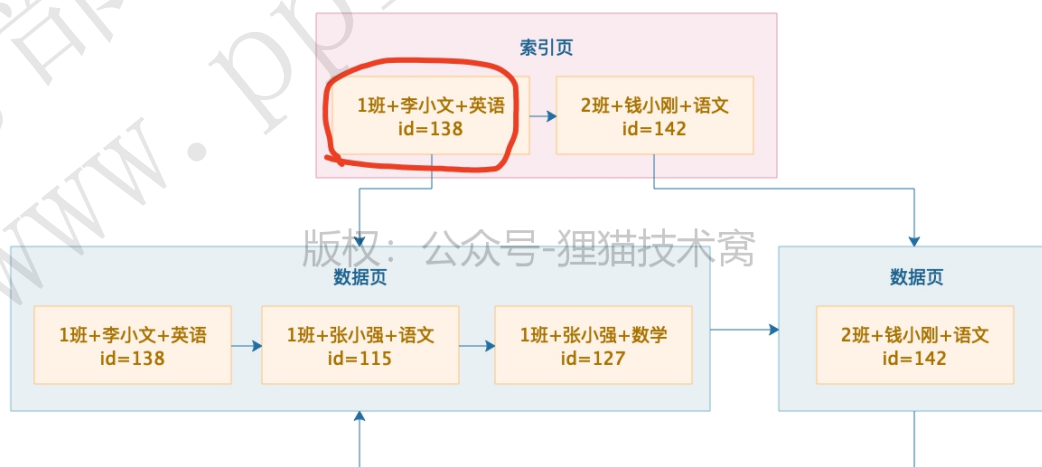 索引页
1班+李小文+英语
id=138
2班+钱小刚+语文
id=142
版权：公众号-狸猫技术窝
数据页
数据页
1班+李小文+英语
id=138
1班+张小强+语文
id=115
1班+张小强+数学
id=127
2班+钱小刚+语文
id=142
www.pp